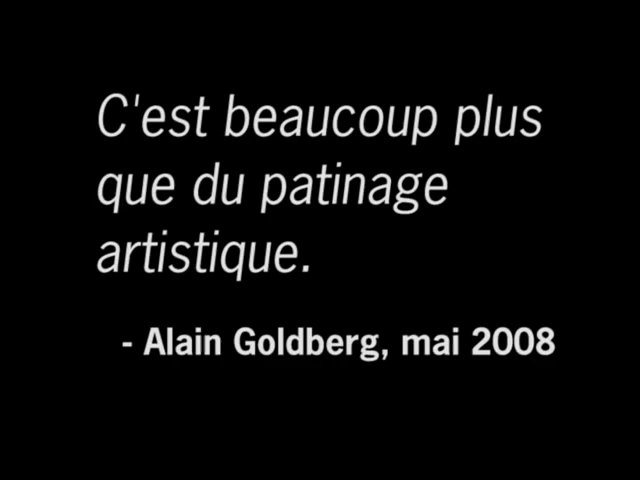 C'est beaucoup plus
que du patinage
artistique.
- Alain Goldberg, mai 2008